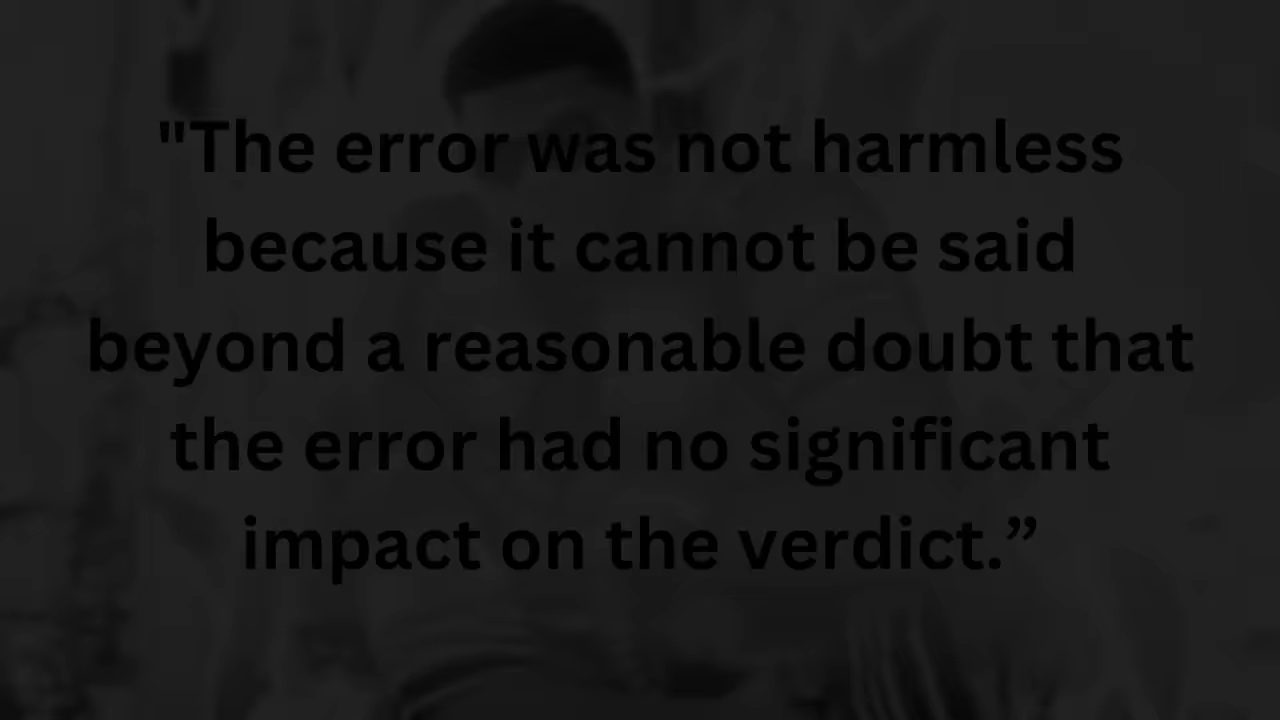 "The error was not harmless
because it cannot be said
beyond a reasonable doubt that
the error had no significant
impact on the verdict.”